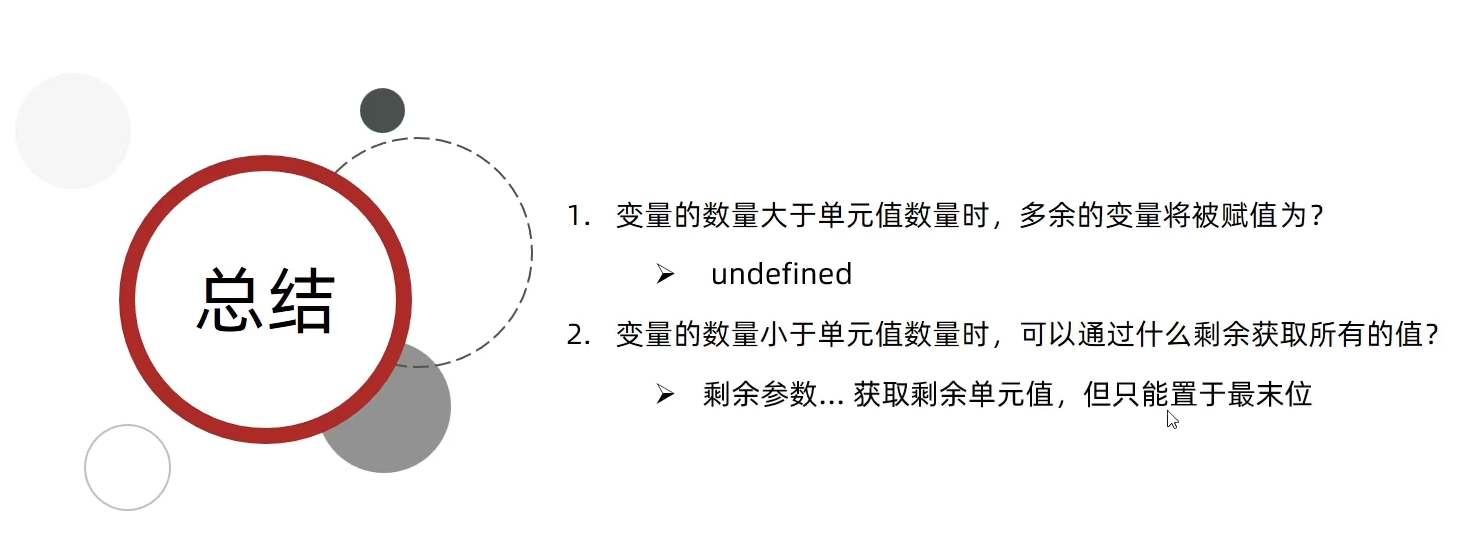 总结
1. 变量的数量大于单元值数量时，多余的变量将被赋值为？
➢ undefined
2. 变量的数量小于单元值数量时，可以通过什么剩余获取所有的值？
➢ 剩余参数... 获取剩余单元值，但只能置于最末位